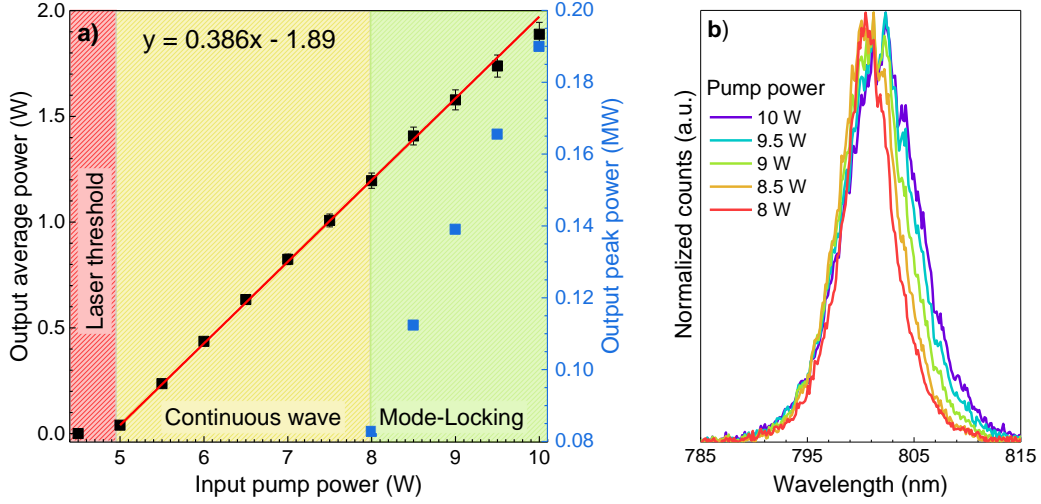 a)
y = 0.386x - 1.89
Output average power (W)
2.0
1.5
1.0
0.5
0.0
Laser threshold
Continuous wave
Mode-Locking
5 6 7 8 9 10
Input pump power (W)
0.20
0.18
0.16
0.14
0.12
0.10
0.08
Output peak power (MW)
b)
Normalized counts (a.u.)
Pump power
10 W
9.5 W
9 W
8.5 W
8 W
785 795 805 815
Wavelength (nm)